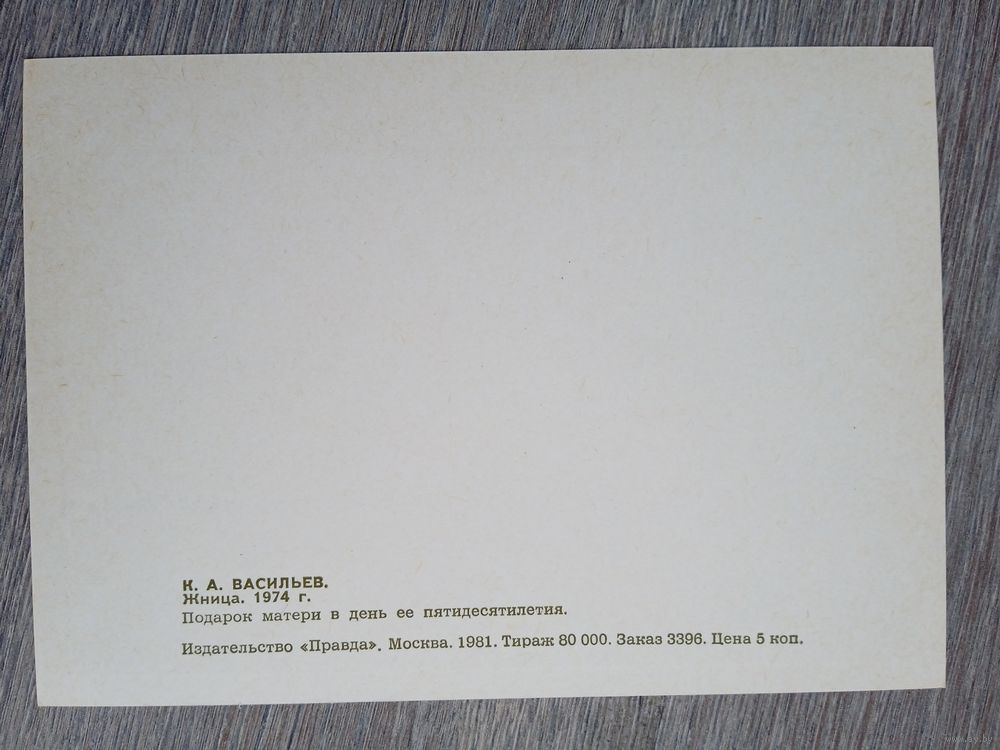 К. А. ВАСИЛЬЕВ.
Жница. 1974 г.
Подарок матери в день ее пятидесятилетия.
Издательство «Правда». Москва. 1981. Тираж 80 000. Заказ 3396. Цена 5 коп.